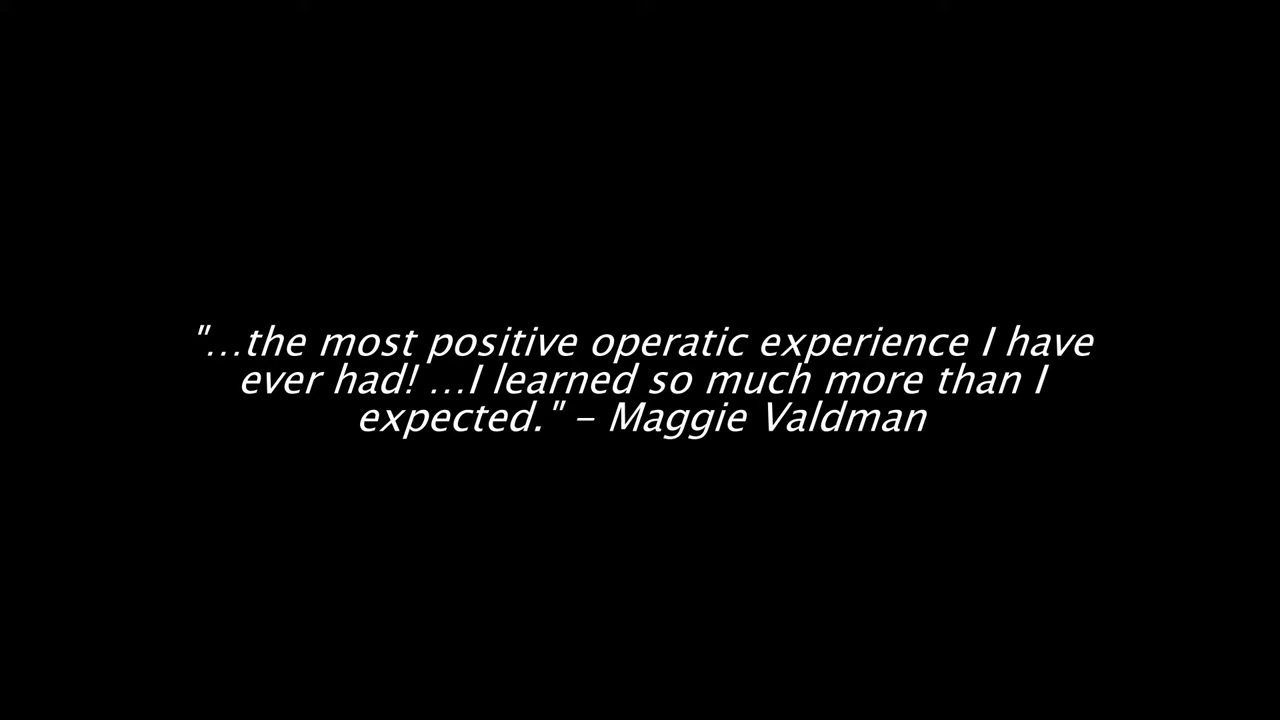 "...the most positive operatic experience I have
ever had! ...I learned so much more than I
expected." – Maggie Valdman